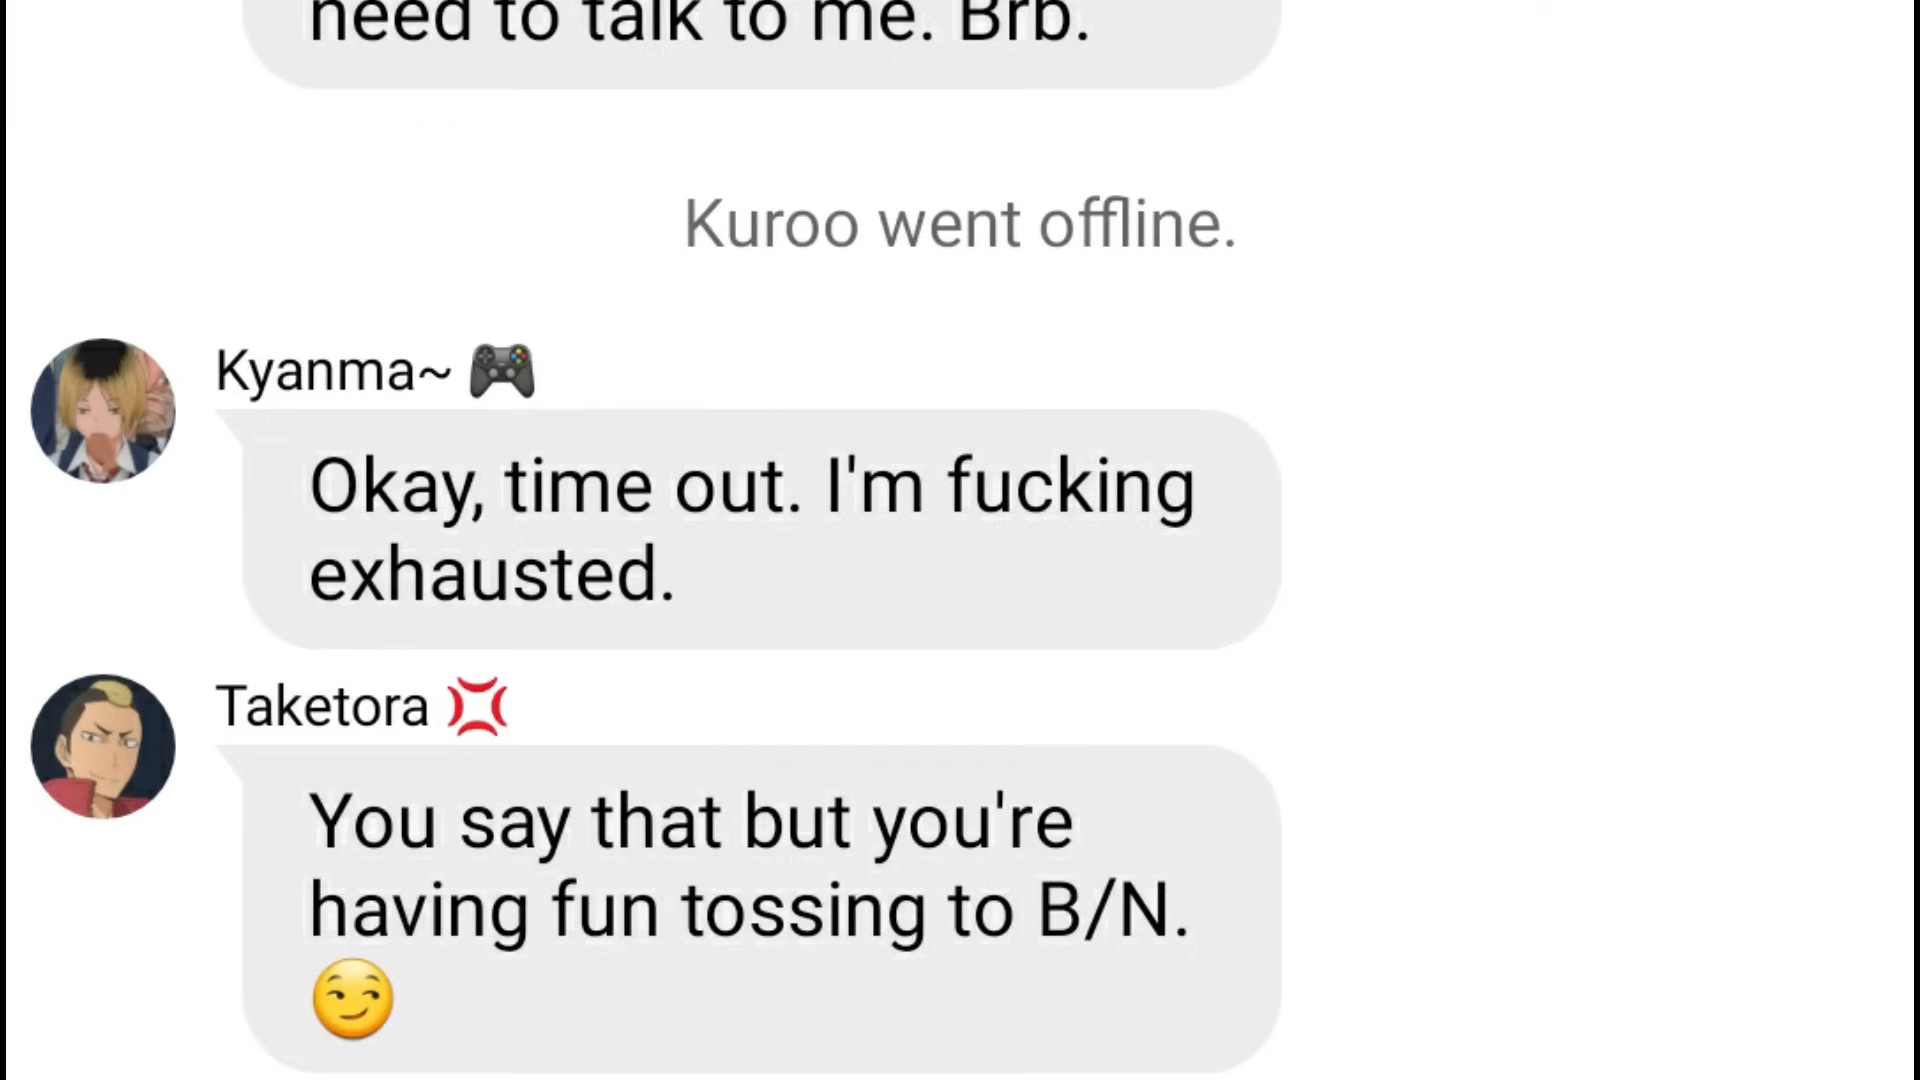 need to talk to me. Brb.
Kuroo went offline.
Kyanma~ 🎮
Okay, time out. I'm fucking
exhausted.
Taketora 💢
You say that but you're
having fun tossing to B/N.
😏